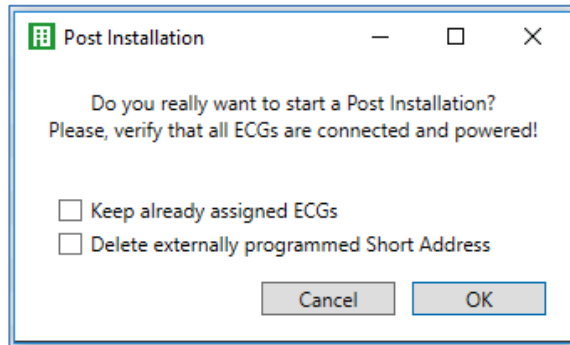 Post Installation
Do you really want to start a Post Installation?
Please, verify that all ECGs are connected and powered!
Keep already assigned ECGs
Delete externally programmed Short Address
Cancel OK